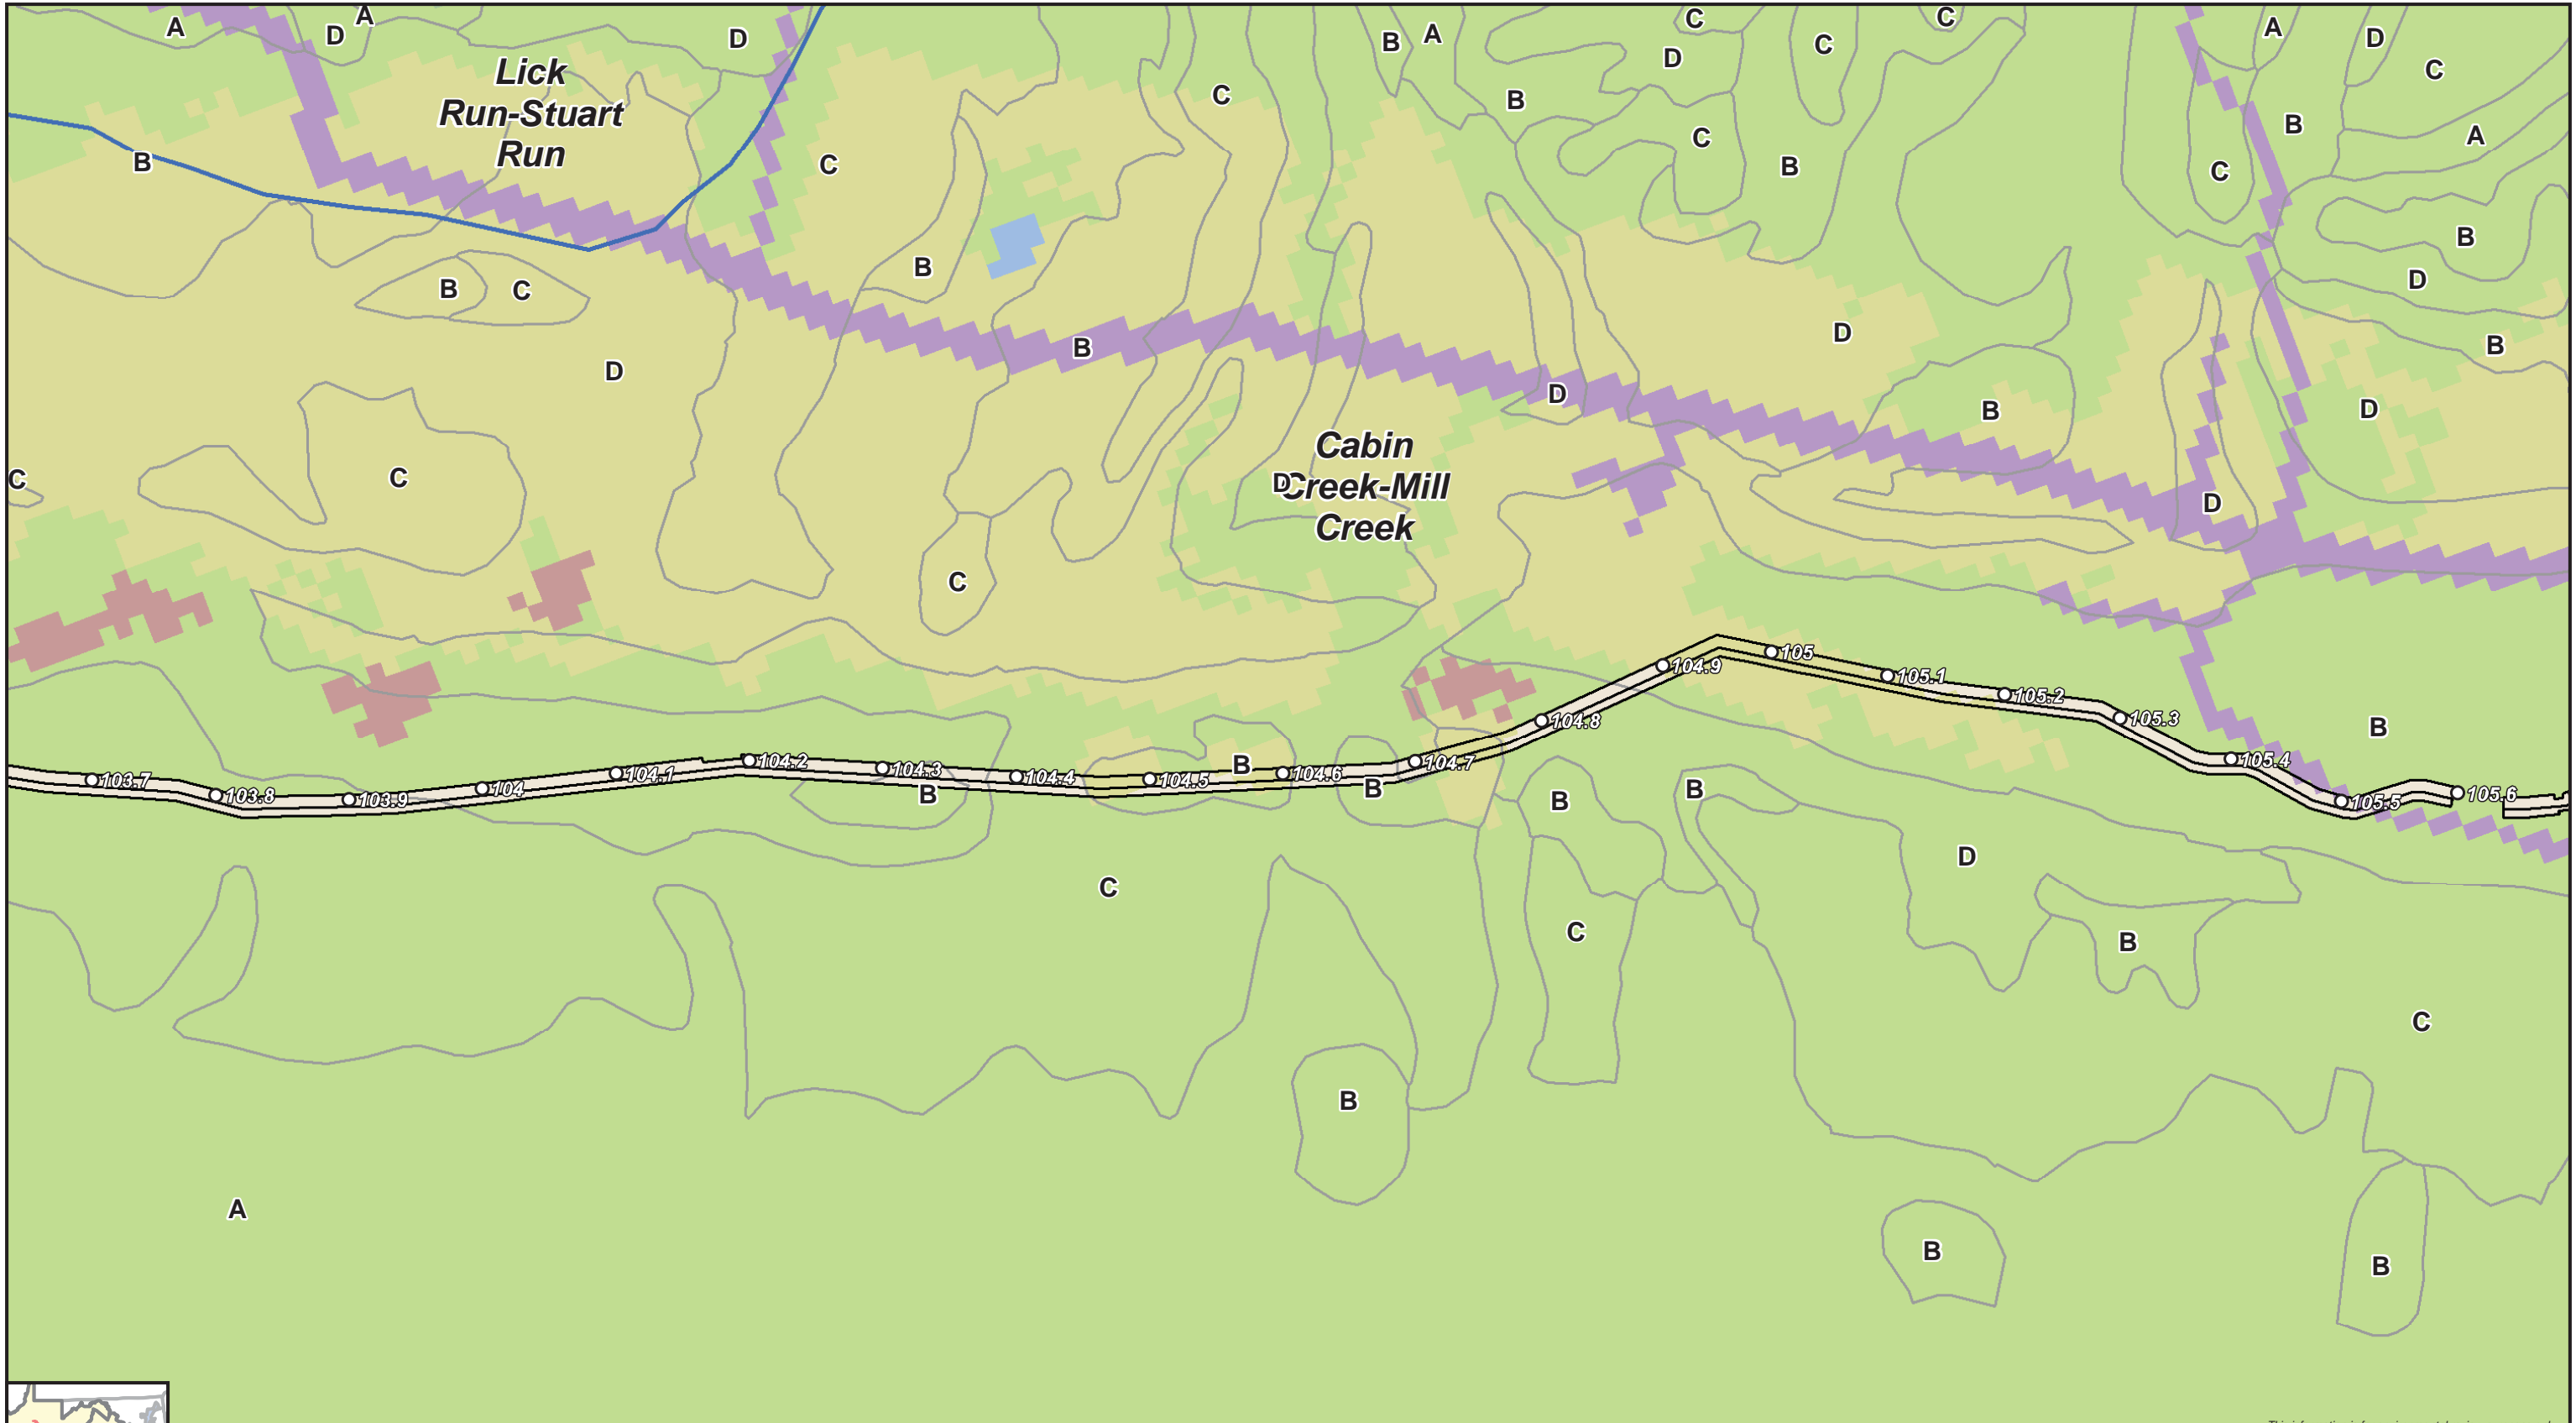 A
D
A
D
B A
C
D
C
C
A
D
C
Lick
Run-Stuart
Run
B
C
C
B
C
B
B
A
C
B
B
B
D
B
C
D
B
D
B
D
D
B
D
C
C
Cabin
Creek-Mill
Creek
D
D
C
103.7
103.8
103.9
104
104.1
104.2
104.3
104.4
104.5
104.6
104.7
104.8
104.9
105
105.1
105.2
105.3
105.4
105.5
105.6
B
B
B
B
B
B
D
C
C
B
C
B
A
B
B